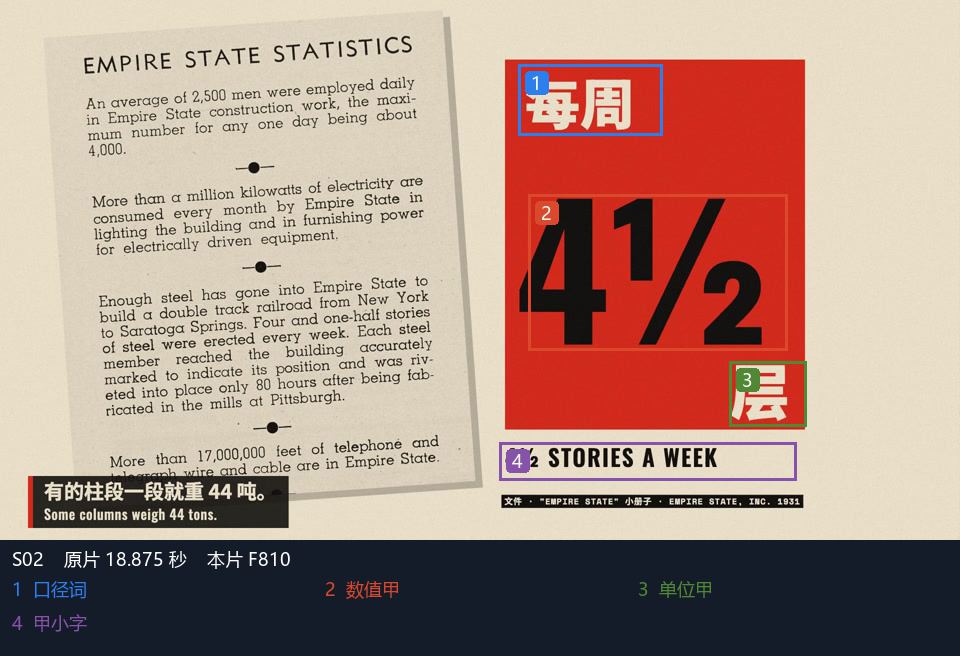 EMPIRE STATE STATISTICS
An average of 2,500 men were employed daily
in Empire State construction work, the maxi-
mum number for any one day being about
4,000.
More than a million kilowatts of electricity are
consumed every month by Empire State in
lighting the building and in furnishing power
for electrically driven equipment.
Enough steel has gone into Empire State to
build a double track railroad from New York
to Saratoga Springs. Four and one-half stories
of steel were erected every week. Each steel
member reached the building accurately
marked to indicate its position and was riv-
eted into place only 80 hours after being fab-
ricated in the mills at Pittsburgh.
More than 17,000,000 feet of telephone and
telegraph wire and cable are in Empire State.
有的柱段一段就重 44 吨。
Some columns weigh 44 tons.
1
每周
2
4½
3
层
4
STORIES A WEEK
文件 · "EMPIRE STATE" 小册子 · EMPIRE STATE, INC. 1931
S02 原片 18.875 秒 本片 F810
1 口径词 2 数值甲 3 单位甲
4 甲小字